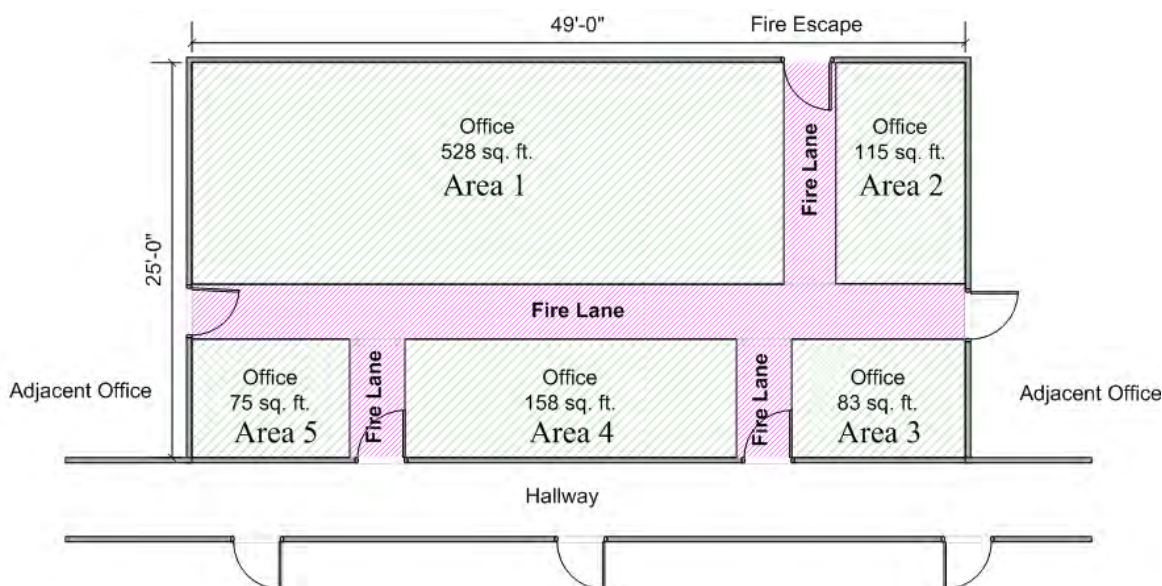 49'-0"
Fire Escape
Office
528 sq. ft.
Area 1
Fire Lane
Office
115 sq. ft.
Area 2
25'-0"
Fire Lane
Adjacent Office
Office
75 sq. ft.
Area 5
Fire Lane
Office
158 sq. ft.
Area 4
Fire Lane
Office
83 sq. ft.
Area 3
Adjacent Office
Hallway